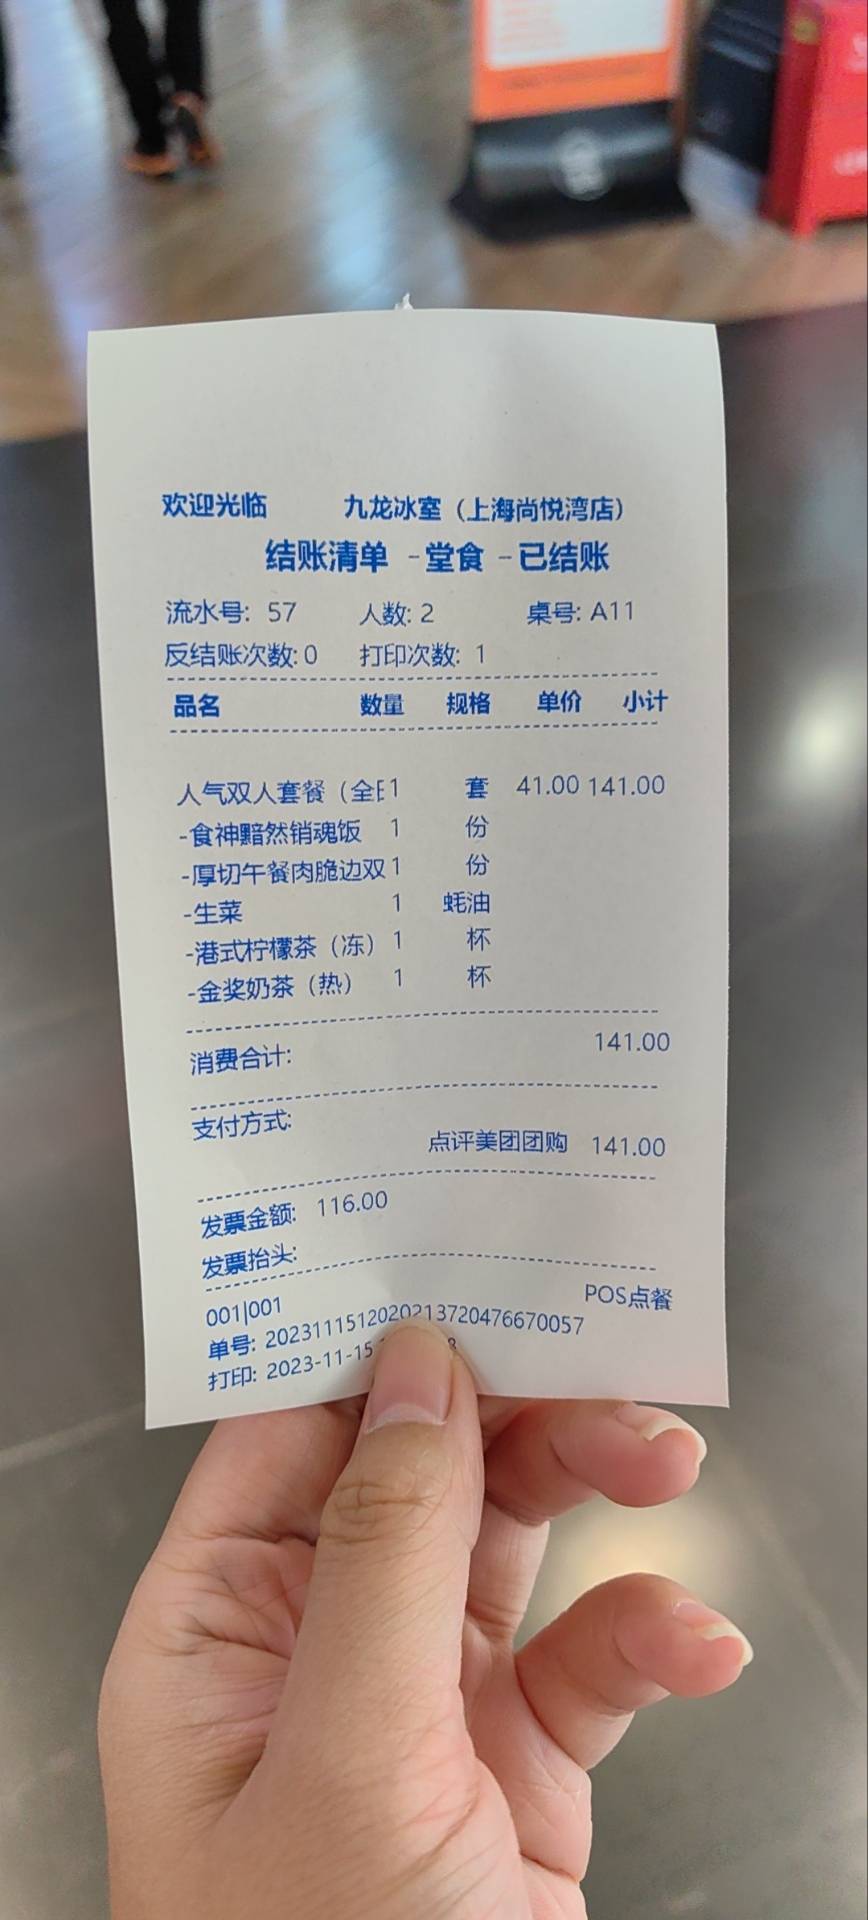 欢迎光临 九龙冰室（上海尚悦湾店）
结账清单 -堂食 -已结账
流水号: 57 人数: 2 桌号: A11
反结账次数: 0 打印次数: 1
品名 数量 规格 单价 小计
人气双人套餐（全日1 套 41.00 141.00
-食神黯然销魂饭 1 份
-厚切午餐肉脆边双 1 份
-生菜 1 蚝油
-港式柠檬茶（冻） 1 杯
-金奖奶茶（热） 1 杯
消费合计: 141.00
支付方式:
点评美团团购 141.00
发票金额: 116.00
发票抬头:
001|001 POS点餐
单号: 2023111512020213720476670057
打印: 2023-11-15